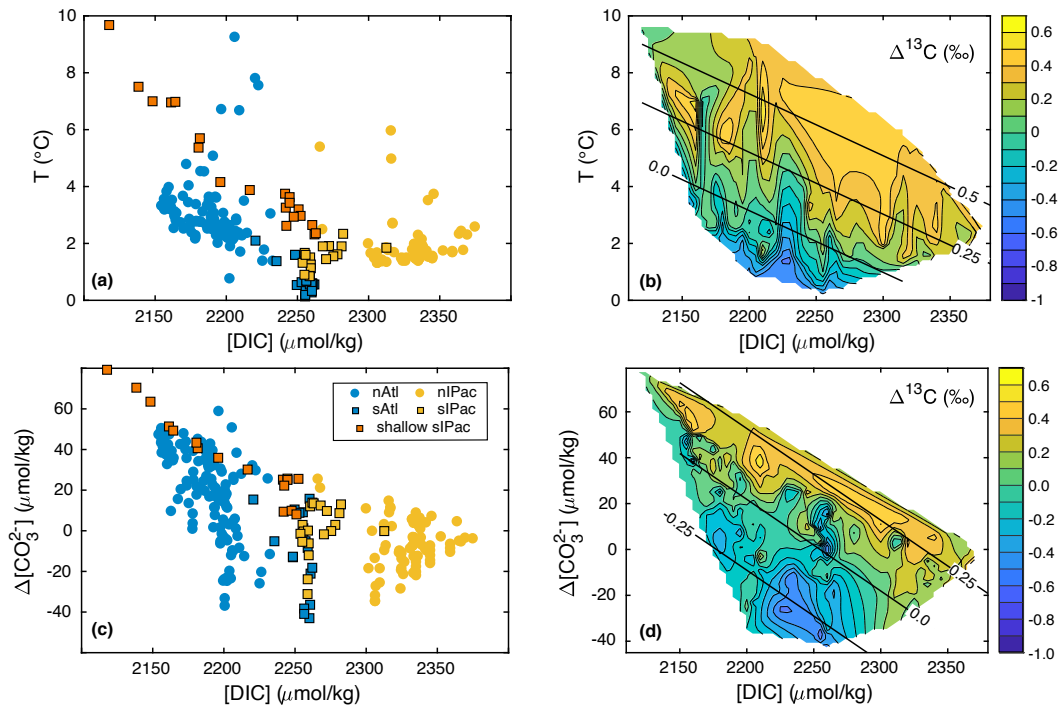 10
8
6
4
2
0
T (°C)
(a)
2150 2200 2250 2300 2350
[DIC] (μmol/kg)
10
8
6
4
2
0
T (°C)
Δ¹³C (‰)
0.0
0.5
0.25
(b)
2150 2200 2250 2300 2350
[DIC] (μmol/kg)
0.6
0.4
0.2
0
-0.2
-0.4
-0.6
-0.8
-1
60
40
20
0
-20
-40
Δ[CO₃²⁻] (μmol/kg)
nAtl nIPac
sAtl sIPac
shallow sIPac
(c)
2150 2200 2250 2300 2350
[DIC] (μmol/kg)
60
40
20
0
-20
-40
Δ[CO₃²⁻] (μmol/kg)
Δ¹³C (‰)
-0.25
0.25
0.0
(d)
2150 2200 2250 2300 2350
[DIC] (μmol/kg)
0.6
0.4
0.2
0.0
-0.2
-0.4
-0.6
-0.8
-1.0